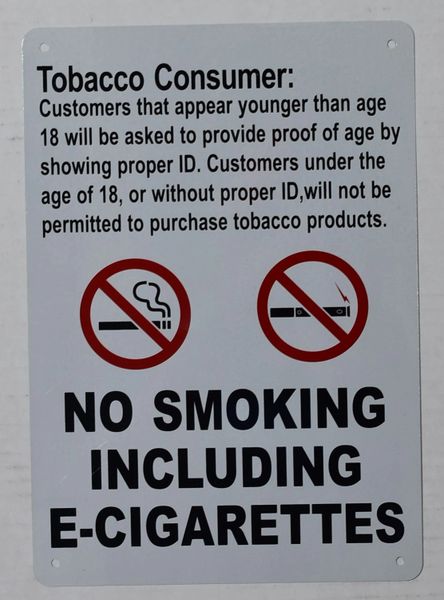 Tobacco Consumer:
Customers that appear younger than age
18 will be asked to provide proof of age by
showing proper ID. Customers under the
age of 18, or without proper ID,will not be
permitted to purchase tobacco products.
NO SMOKING
INCLUDING
E-CIGARETTES